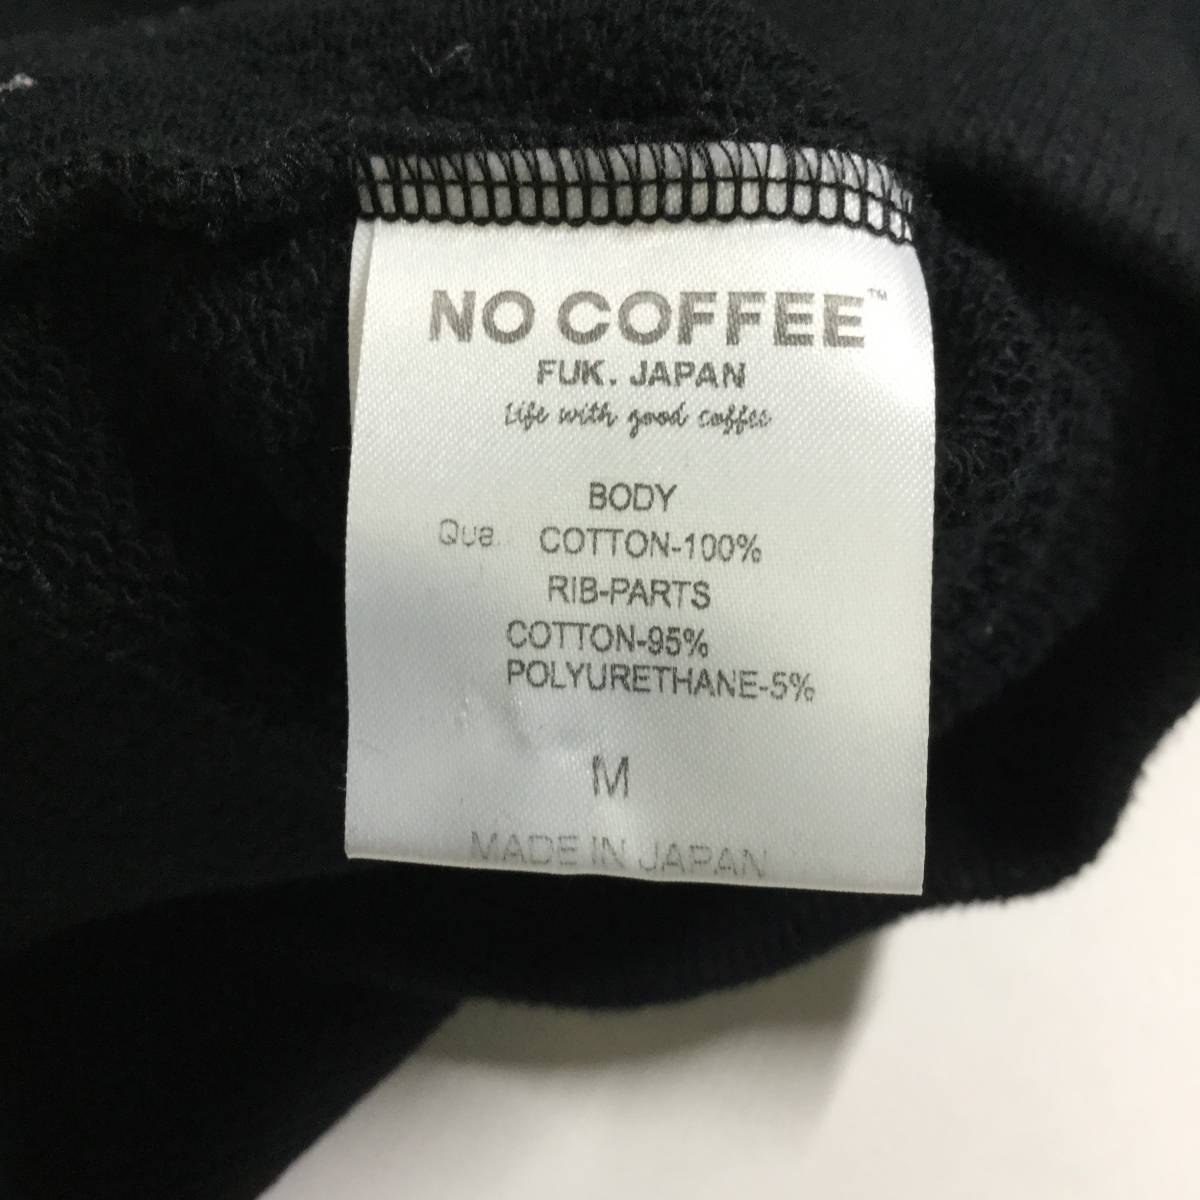 NO COFFEE™
FUK. JAPAN
Life with good coffee
BODY
Qua. COTTON-100%
RIB-PARTS
COTTON-95%
POLYURETHANE-5%
M
MADE IN JAPAN